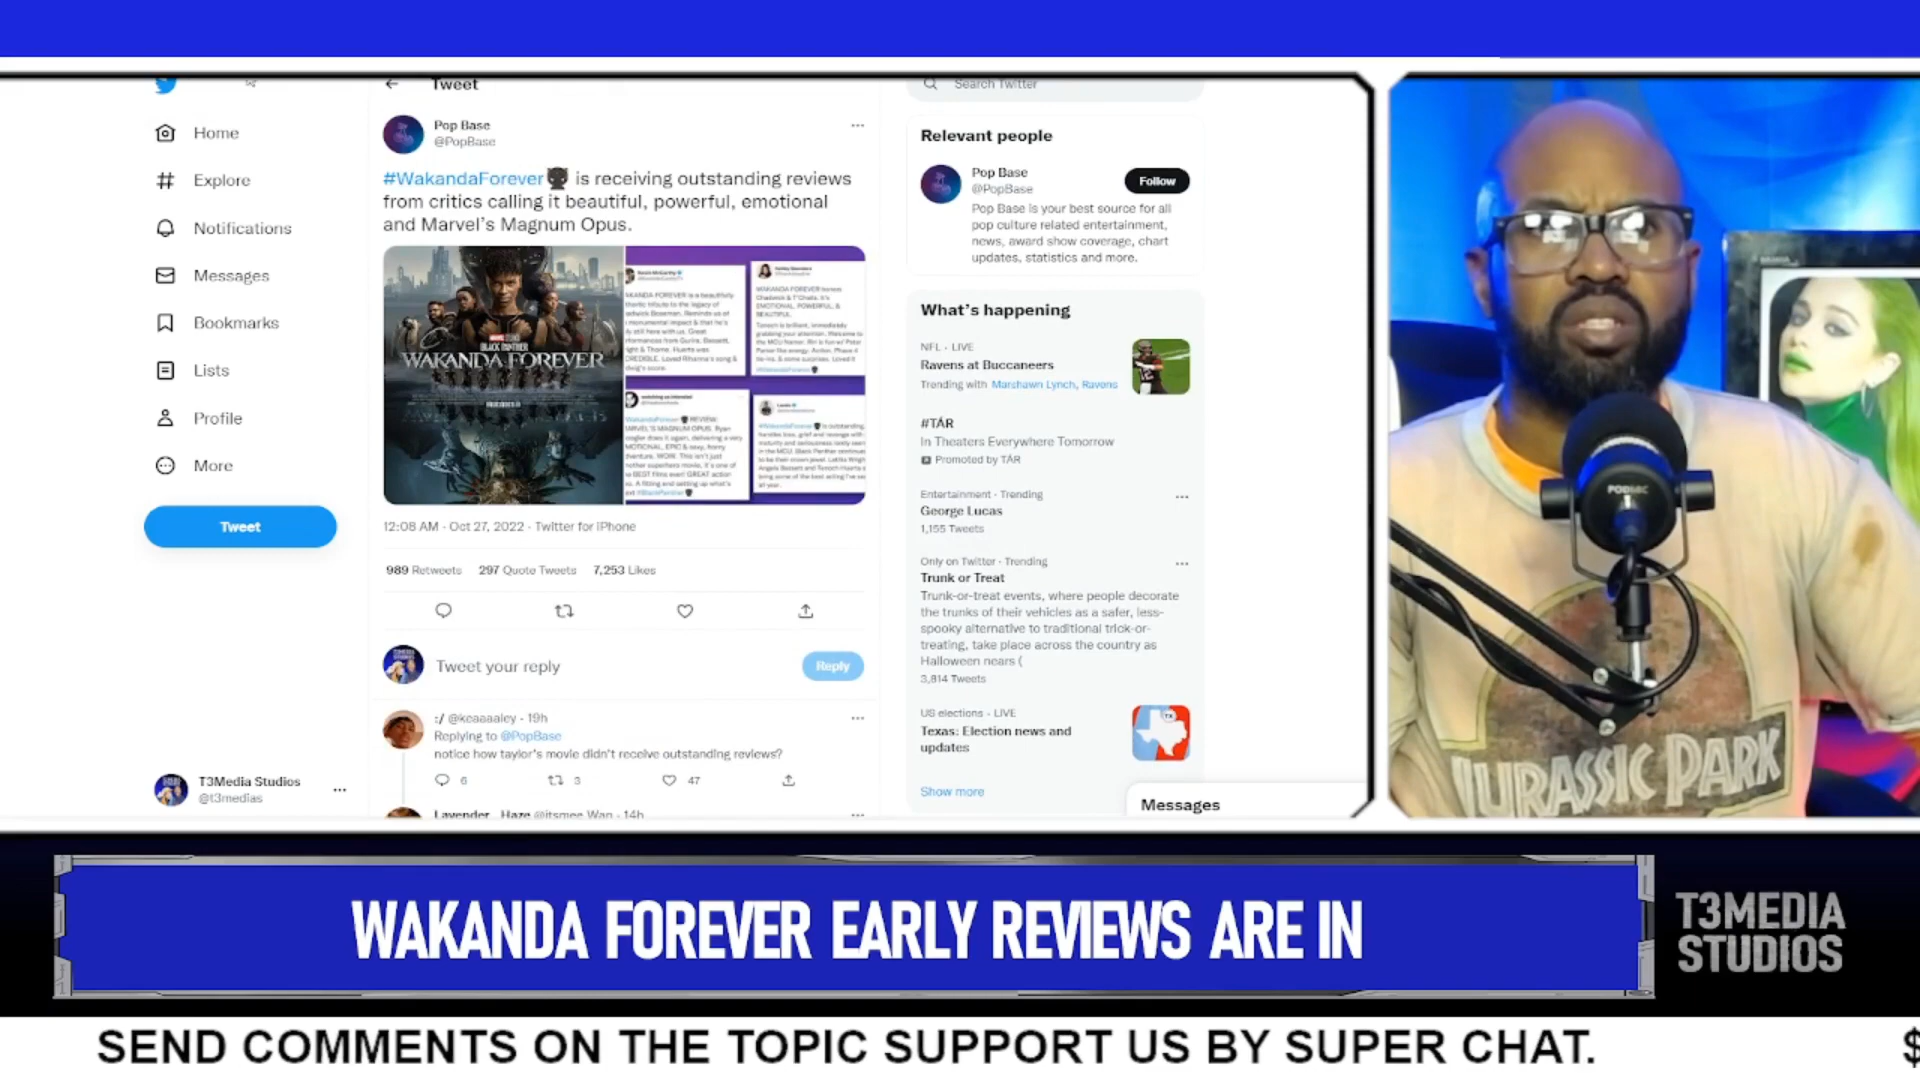 Tweet
Search Twitter
Home
Explore
Notifications
Messages
Bookmarks
Lists
Profile
More
Tweet
T3Media Studios
@t3medias
Pop Base
@PopBase
#WakandaForever is receiving outstanding reviews
from critics calling it beautiful, powerful, emotional
and Marvel's Magnum Opus.
BLACK PANTHER
WAKANDA FOREVER
12:08 AM · Oct 27, 2022 · Twitter for iPhone
989 Retweets 297 Quote Tweets 7,253 Likes
Tweet your reply
Reply
:/ @keaaaaley · 19h
Replying to @PopBase
notice how taylor's movie didn't receive outstanding reviews?
6 3 47
Relevant people
Pop Base
@PopBase
Follow
Pop Base is your best source for all
pop culture related entertainment,
news, award show coverage, chart
updates, statistics and more.
What's happening
NFL · LIVE
Ravens at Buccaneers
Trending with Marshawn Lynch, Ravens
#TÁR
In Theaters Everywhere Tomorrow
Promoted by TÁR
Entertainment · Trending
George Lucas
1,155 Tweets
Only on Twitter · Trending
Trunk or Treat
Trunk-or-treat events, where people decorate
the trunks of their vehicles as a safer, less-
spooky alternative to traditional trick-or-
treating, take place across the country as
Halloween nears (
3,814 Tweets
US elections · LIVE
Texas: Election news and
updates
TX
Show more
Messages
PODMIC
JURASSIC PARK
WAKANDA FOREVER EARLY REVIEWS ARE IN
T3MEDIA
STUDIOS
SEND COMMENTS ON THE TOPIC SUPPORT US BY SUPER CHAT.
$